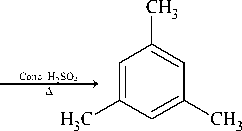 CH₃
Conc H₂SO₄
Δ
H₃C
CH₃